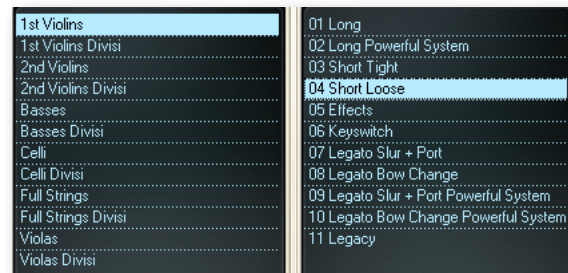 1st Violins
1st Violins Divisi
2nd Violins
2nd Violins Divisi
Basses
Basses Divisi
Celli
Celli Divisi
Full Strings
Full Strings Divisi
Violas
Violas Divisi
01 Long
02 Long Powerful System
03 Short Tight
04 Short Loose
05 Effects
06 Keyswitch
07 Legato Slur + Port
08 Legato Bow Change
09 Legato Slur + Port Powerful System
10 Legato Bow Change Powerful System
11 Legacy